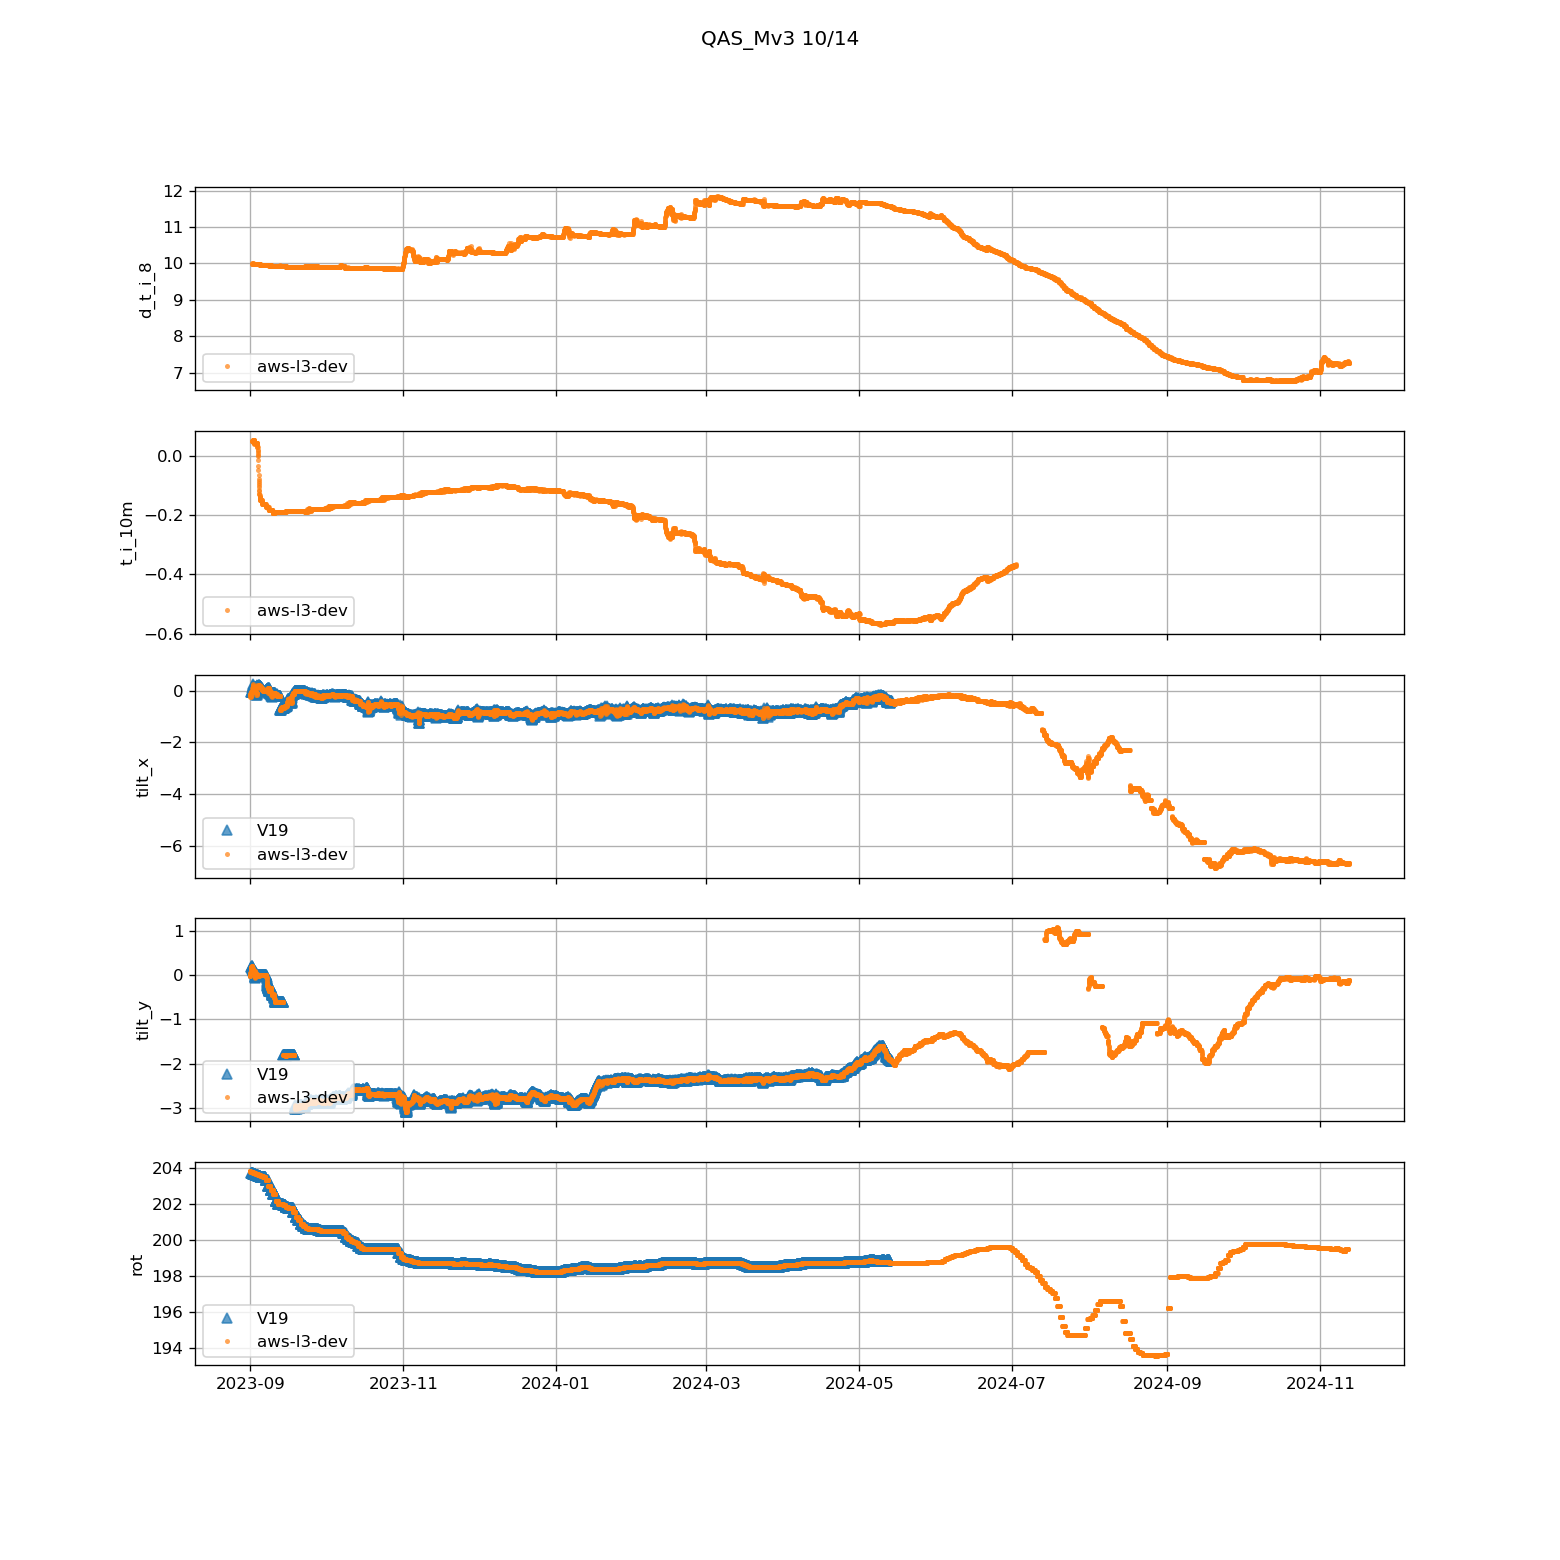 QAS_Mv3 10/14
12
11
10
9
8
7
d_t_i_8
aws-l3-dev
0.0
−0.2
−0.4
−0.6
t_i_10m
aws-l3-dev
0
−2
−4
−6
tilt_x
V19
aws-l3-dev
1
0
−1
−2
−3
tilt_y
V19
aws-l3-dev
204
202
200
198
196
194
rot
V19
aws-l3-dev
2023-09 2023-11 2024-01 2024-03 2024-05 2024-07 2024-09 2024-11